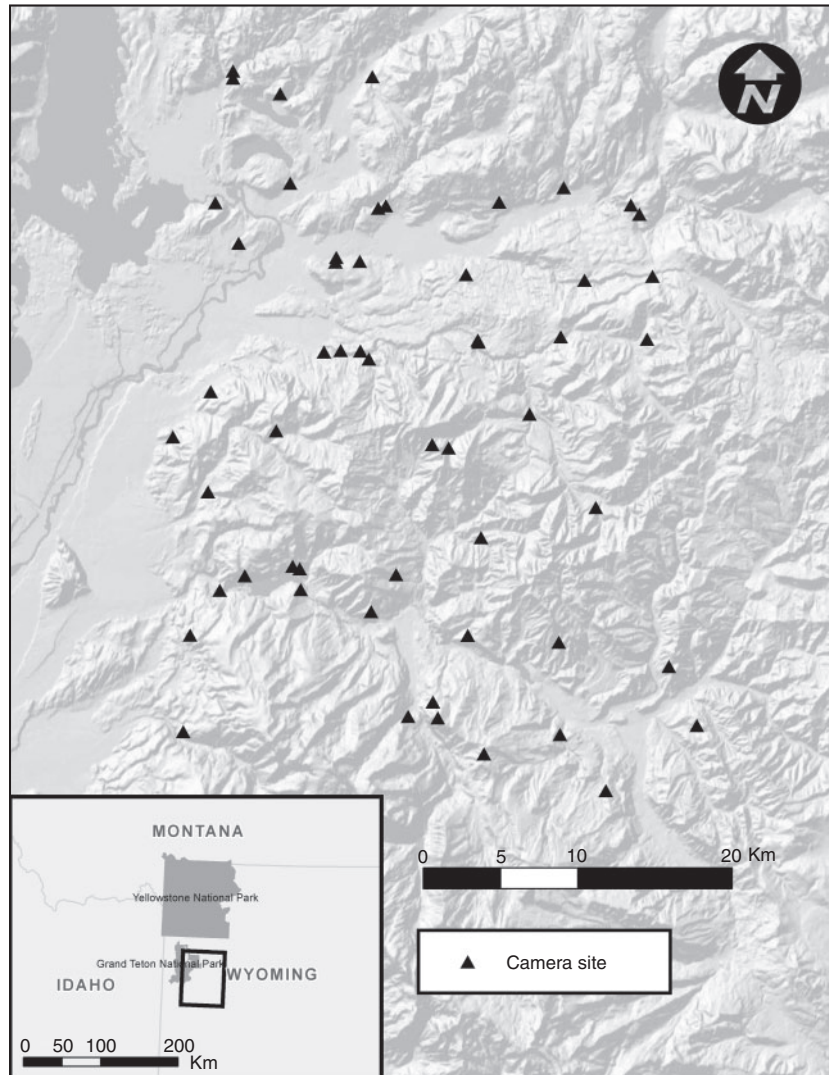 N
MONTANA
Yellowstone National Park
Grand Teton National Park
WYOMING
IDAHO
0 50 100 200
Km
0 5 10 20 Km
Camera site